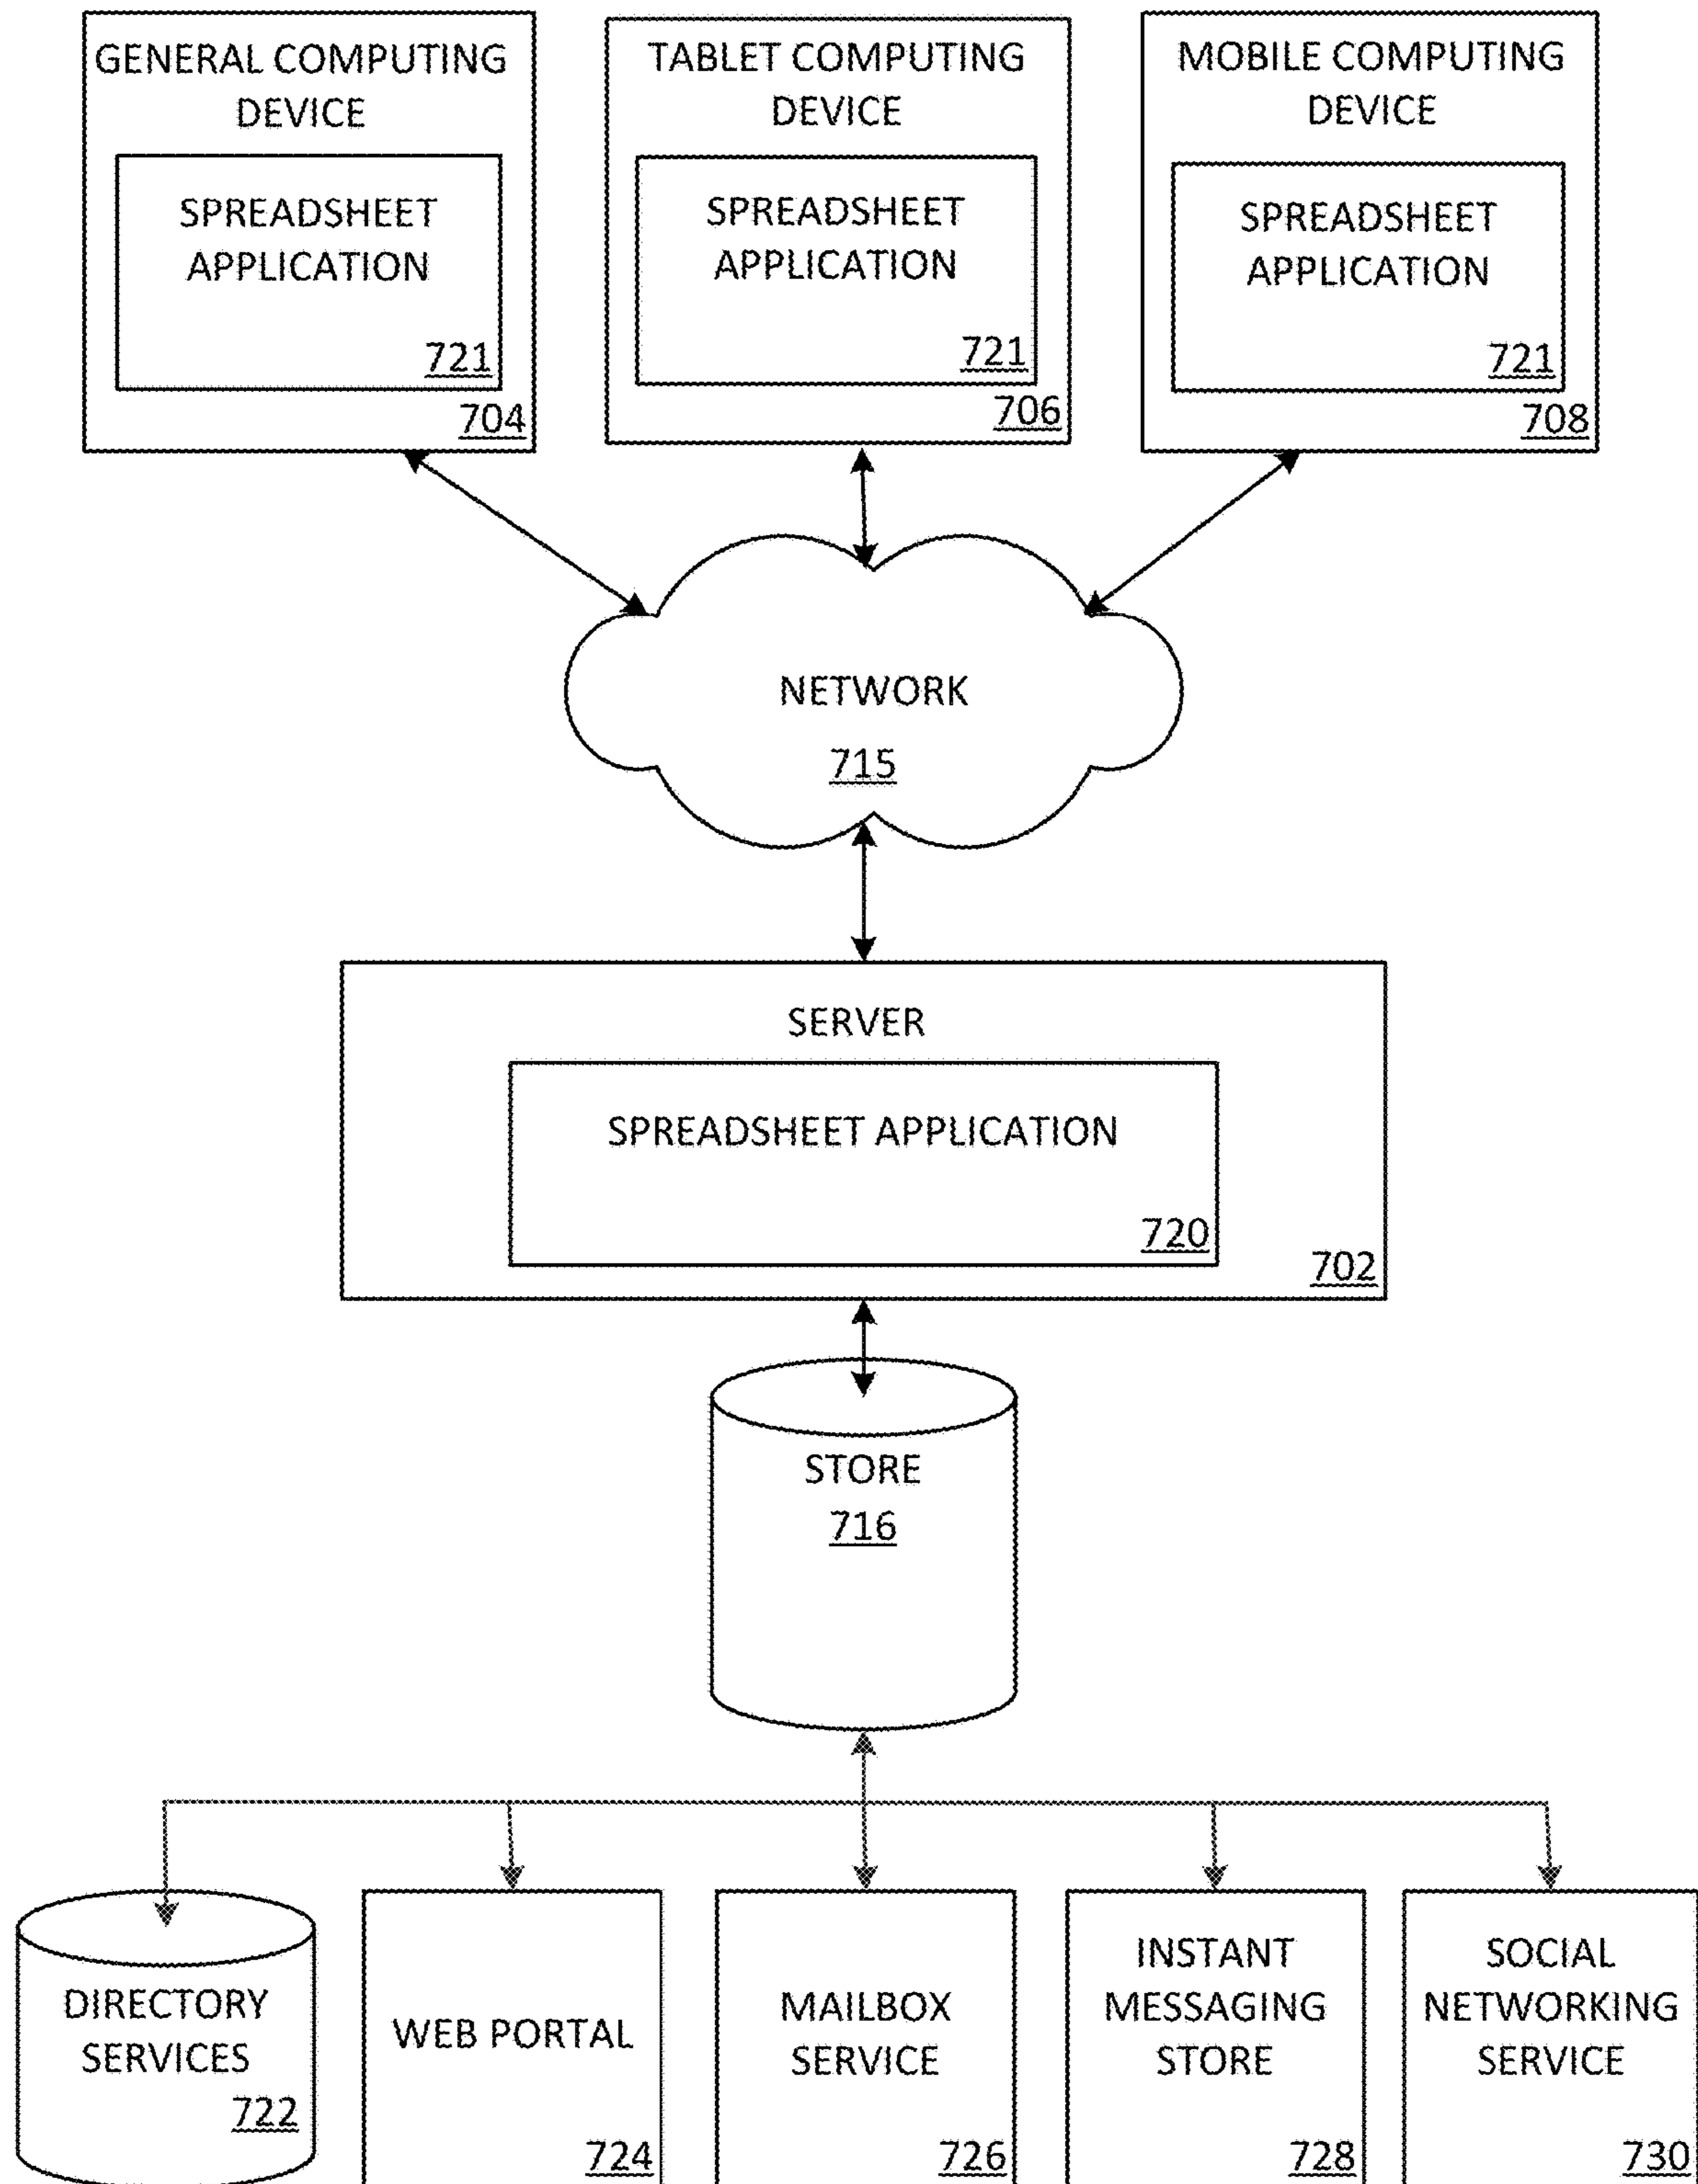 GENERAL COMPUTING
DEVICE
SPREADSHEET
APPLICATION
721
704
TABLET COMPUTING
DEVICE
SPREADSHEET
APPLICATION
721
706
MOBILE COMPUTING
DEVICE
SPREADSHEET
APPLICATION
721
708
NETWORK
715
SERVER
SPREADSHEET APPLICATION
720
702
STORE
716
DIRECTORY
SERVICES
722
WEB PORTAL
724
MAILBOX
SERVICE
726
INSTANT
MESSAGING
STORE
728
SOCIAL
NETWORKING
SERVICE
730